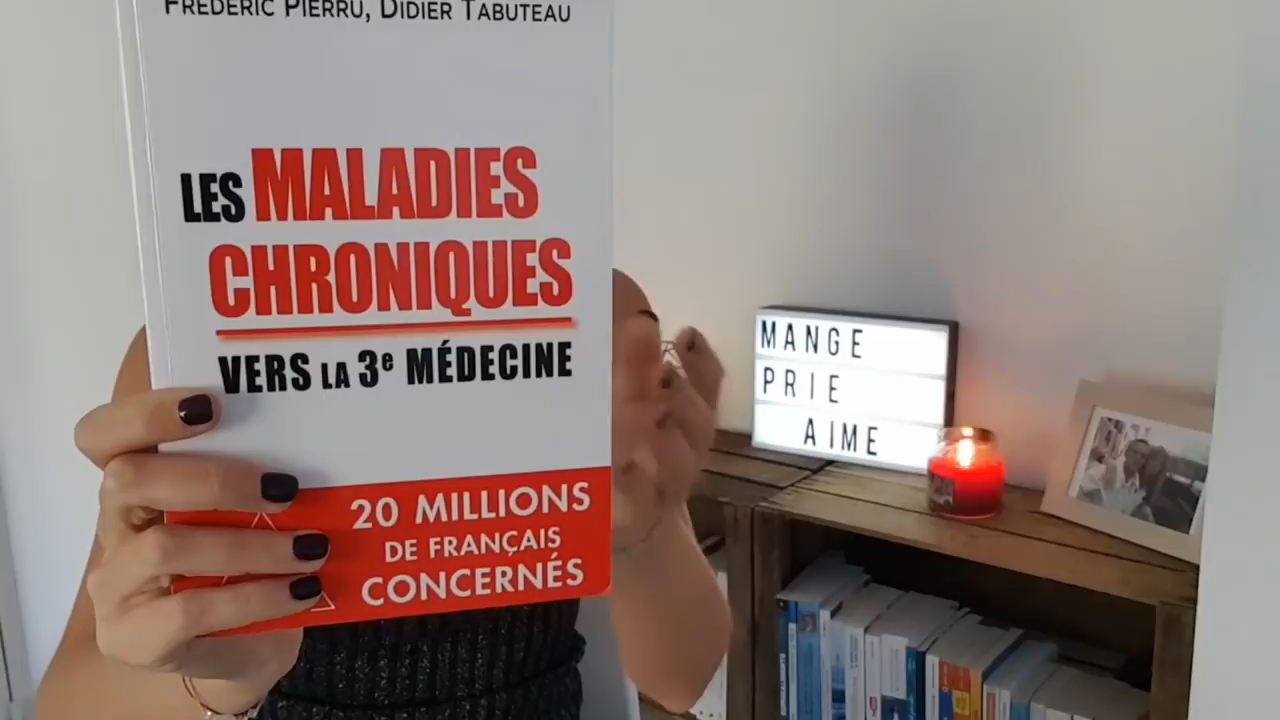 FRÉDÉRIC PIERRU, DIDIER TABUTEAU
LES MALADIES
CHRONIQUES
VERS LA 3e MÉDECINE
20 MILLIONS
DE FRANÇAIS
CONCERNÉS
MANGE
PRIE
AIME